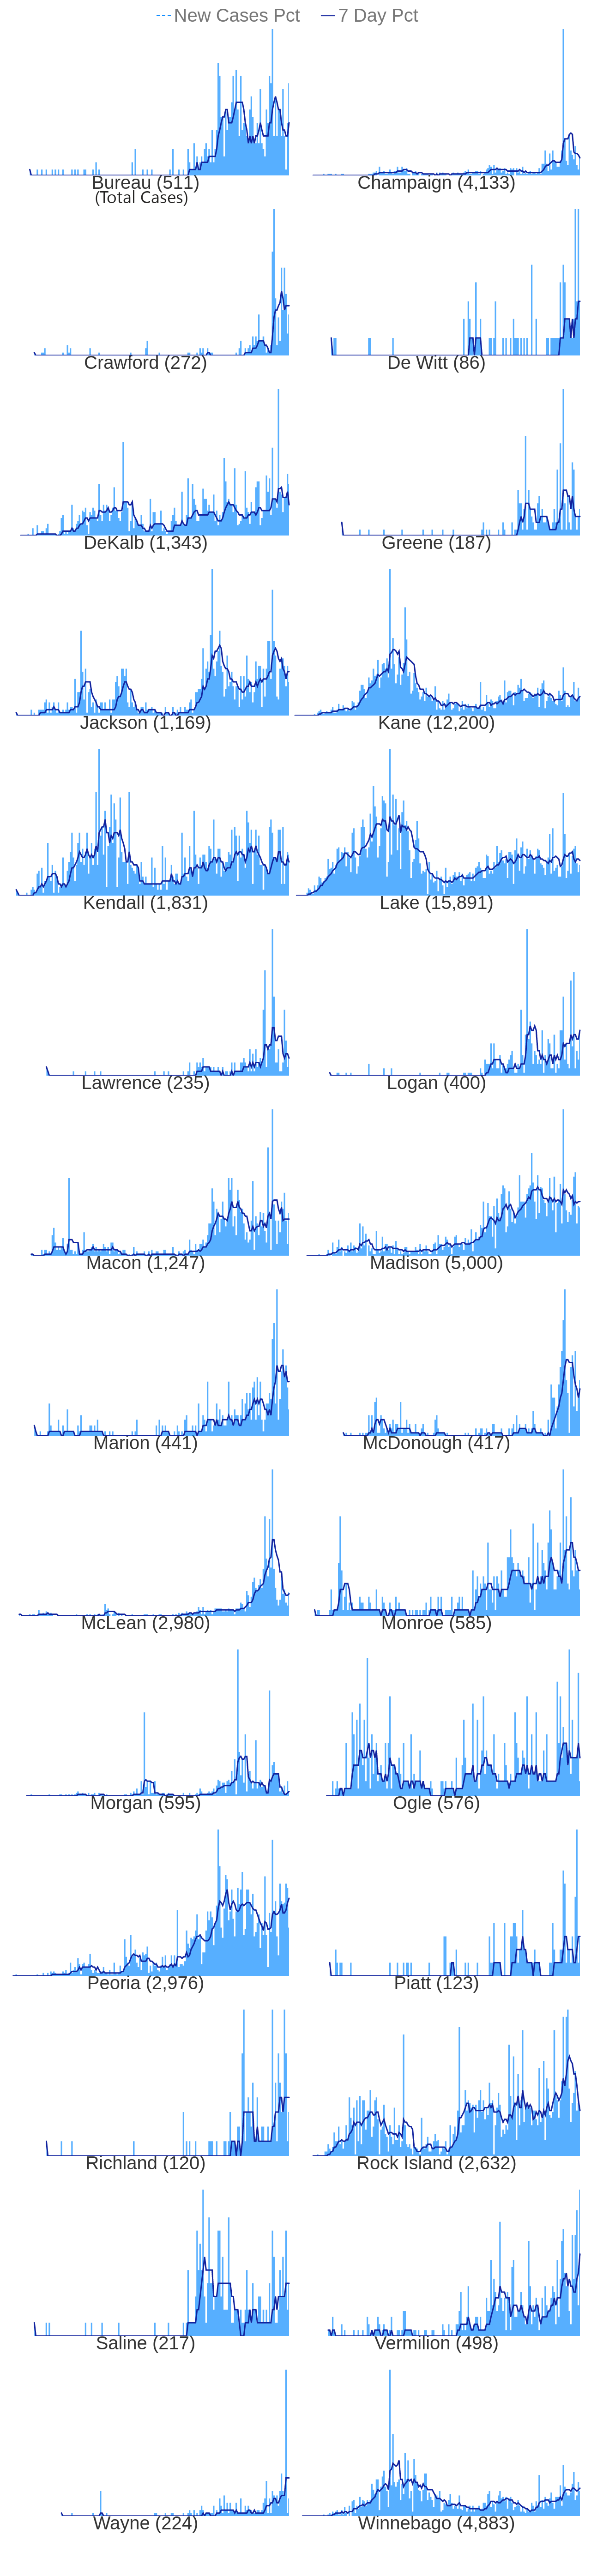 New Cases Pct 7 Day Pct
Bureau (511) Champaign (4,133)
(Total Cases)
Crawford (272) De Witt (86)
DeKalb (1,343) Greene (187)
Jackson (1,169) Kane (12,200)
Kendall (1,831) Lake (15,891)
Lawrence (235) Logan (400)
Macon (1,247) Madison (5,000)
Marion (441) McDonough (417)
McLean (2,980) Monroe (585)
Morgan (595) Ogle (576)
Peoria (2,976) Piatt (123)
Richland (120) Rock Island (2,632)
Saline (217) Vermilion (498)
Wayne (224) Winnebago (4,883)